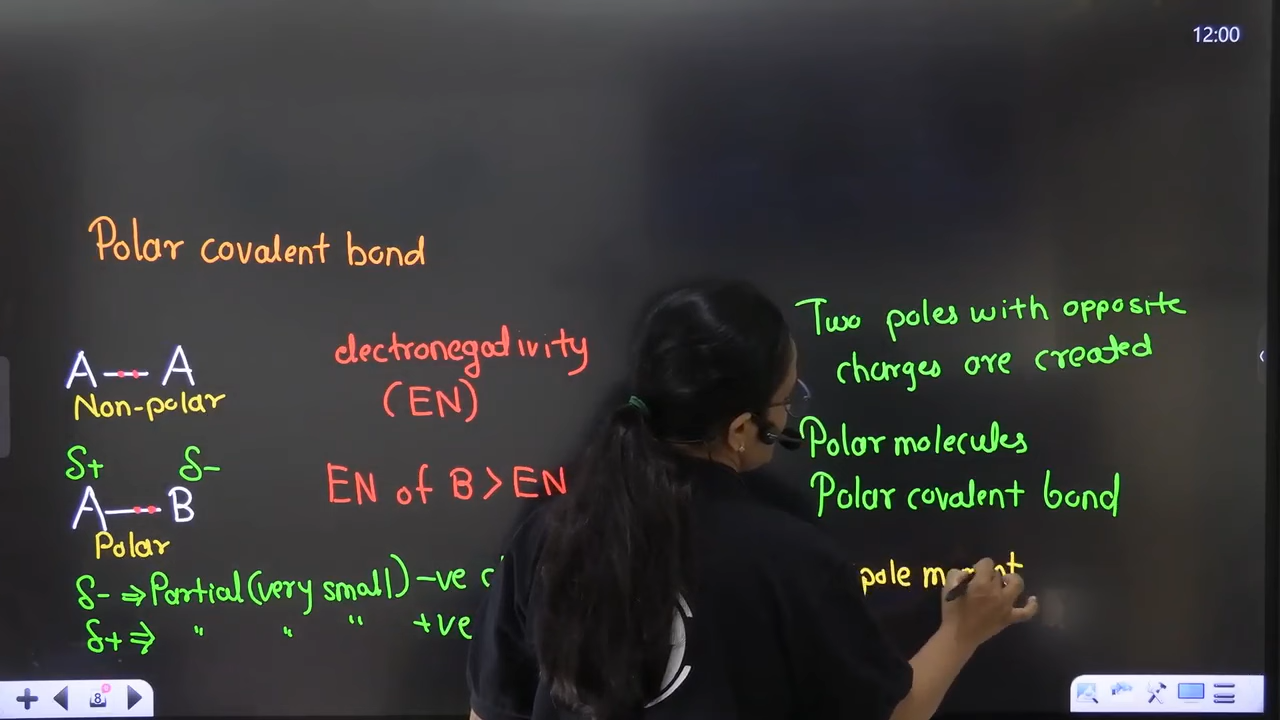 12:00
Polar covalent bond
electronegativity
(EN)
A A
Non-polar
δ+ δ-
A B
Polar
EN of B > EN
δ- ⇒ Partial (very small) -ve
δ+ ⇒ " " " +ve
Two poles with opposite
charges are created
Polar molecules
Polar covalent bond
pole
8